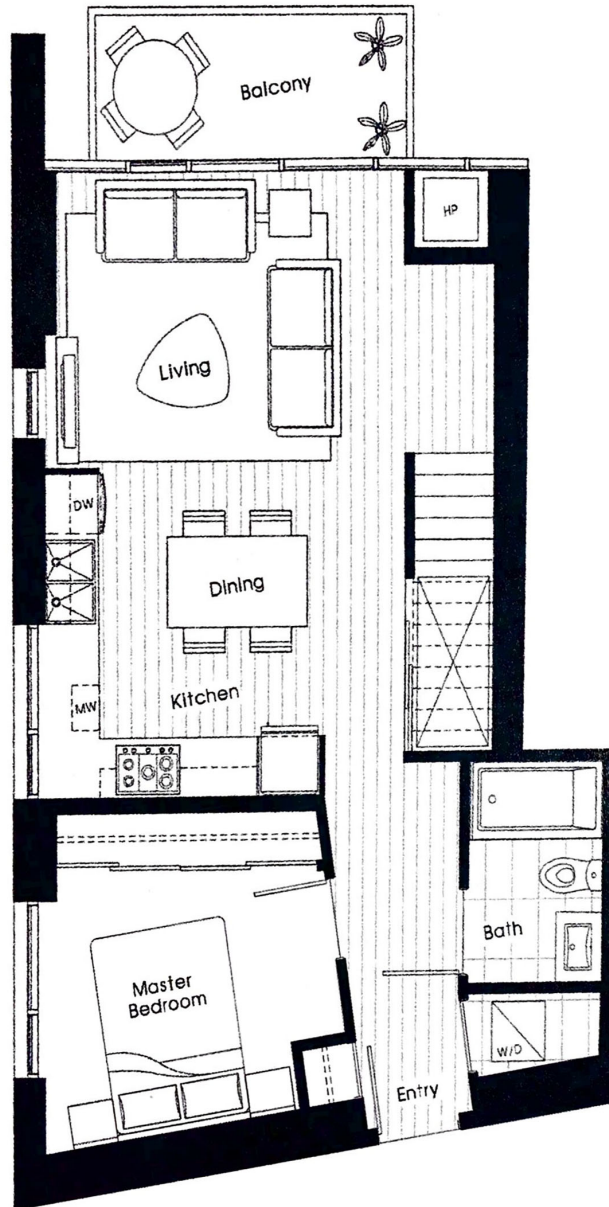 Balcony
HP
Living
DW
Dining
Kitchen
MW
Master
Bedroom
Bath
W/D
Entry